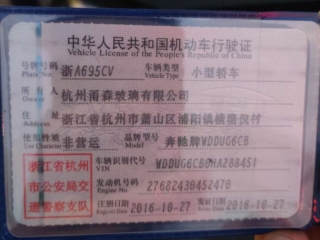 中华人民共和国机动车行驶证
Vehicle License of the People's Republic of China
号牌号码 浙A695CV 车辆类型 小型轿车
Plate No. Vehicle Type
所有人 杭州甬森玻璃有限公司
Owner
住址 浙江省杭州市萧山区浦阳镇横塘倪村
Address
使用性质 非营运 品牌型号 奔驰牌WDDUG6CB
Use Character Model
浙江省杭州 车辆识别代号 WDDUG6CB0HA288451
VIN
市公安局交 发动机号码 27682430452470
Engine No.
通警察支队 注册日期 2016-10-27 发证日期 2016-10-27
Register Date Issue Date